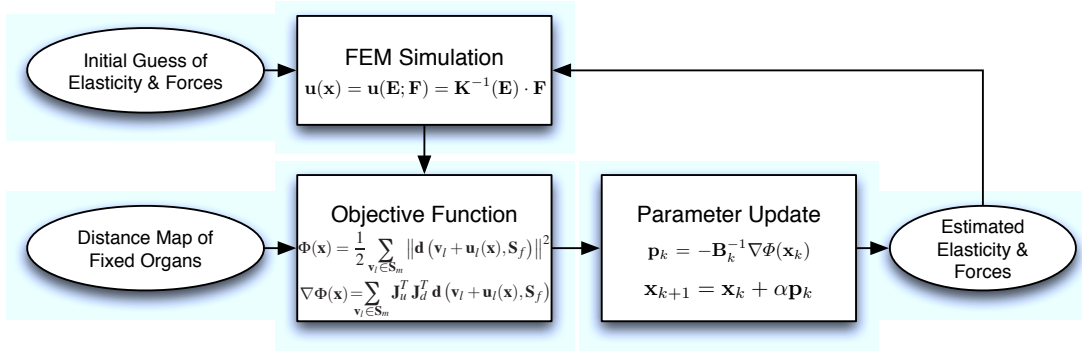 Initial Guess of
Elasticity & Forces
FEM Simulation
u(x) = u(E; F) = K⁻¹(E) · F
Distance Map of
Fixed Organs
Objective Function
Φ(x) = 1/2 ∑_{v_l∈S_m} ‖d (v_l + u_l(x), S_f)‖²
∇Φ(x)=∑_{v_l∈S_m} J_u^T J_d^T d (v_l + u_l(x), S_f)
Parameter Update
p_k = −B_k^{−1}∇Φ(x_k)
x_{k+1} = x_k + αp_k
Estimated
Elasticity &
Forces